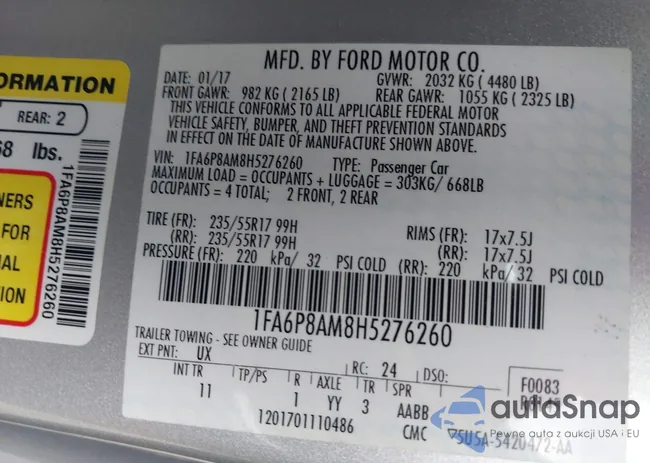 ORMATION
REAR: 2
68 lbs.
NERS
FOR
IAL
ION
1FA6P8AM8H5276260
MFD. BY FORD MOTOR CO.
DATE: 01/17 GVWR: 2032 KG ( 4480 LB)
FRONT GAWR: 982 KG ( 2165 LB) REAR GAWR: 1055 KG ( 2325 LB)
THIS VEHICLE CONFORMS TO ALL APPLICABLE FEDERAL MOTOR
VEHICLE SAFETY, BUMPER, AND THEFT PREVENTION STANDARDS
IN EFFECT ON THE DATE OF MANUFACTURE SHOWN ABOVE.
VIN: 1FA6P8AM8H5276260 TYPE: Passenger Car
MAXIMUM LOAD = OCCUPANTS + LUGGAGE = 303KG/ 668LB
OCCUPANTS = 4 TOTAL; 2 FRONT, 2 REAR
TIRE (FR): 235/55R17 99H RIMS (FR): 17x7.5J
(RR): 235/55R17 99H (RR): 17x7.5J
PRESSURE (FR): 220 kPa/ 32 PSI COLD (RR): 220 kPa/ 32 PSI COLD
1FA6P8AM8H5276260
TRAILER TOWING - SEE OWNER GUIDE
EXT PNT: UX RC: 24 DSO: F0083
INT TR TP/PS R AXLE TR SPR
11 1 YY 3 AABB
1201701110486 CMC
autoSnap
Pewne auta z aukcji USA i EU